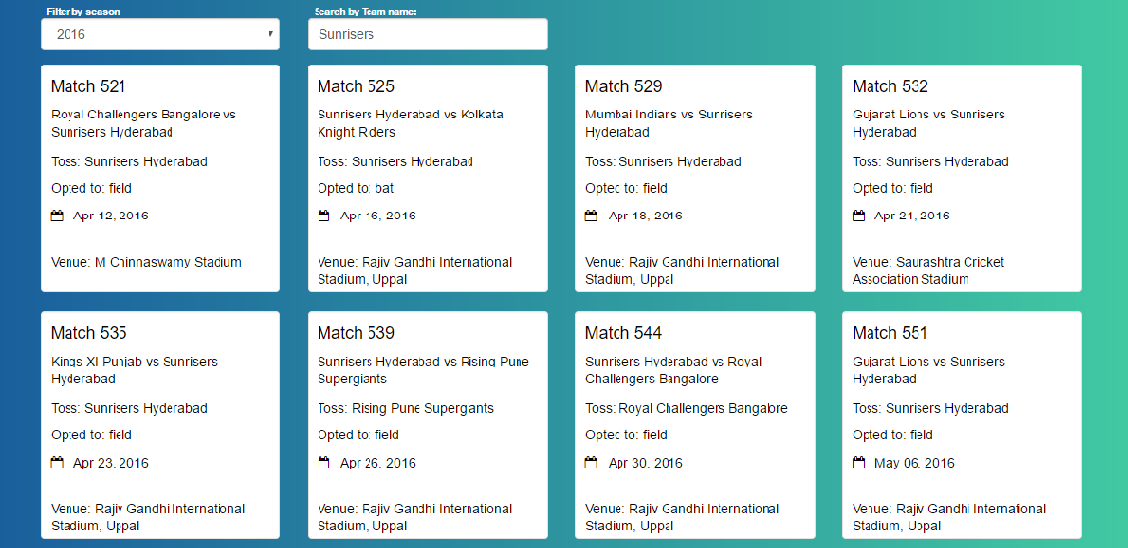 Filter by season
Search by Team name:
2016
Sunrisers
Match 521
Royal Challengers Bangalore vs
Sunrisers Hyderabad
Toss: Sunrisers Hyderabad
Opted to: field
Apr 12, 2016
Venue: M Chinnaswamy Stadium
Match 525
Sunrisers Hyderabad vs Kolkata
Knight Riders
Toss: Sunrisers Hyderabad
Opted to: bat
Apr 16, 2016
Venue: Rajiv Gandhi International
Stadium, Uppal
Match 529
Mumbai Indians vs Sunrisers
Hyderabad
Toss: Sunrisers Hyderabad
Opted to: field
Apr 18, 2016
Venue: Rajiv Gandhi International
Stadium, Uppal
Match 532
Gujarat Lions vs Sunrisers
Hyderabad
Toss: Sunrisers Hyderabad
Opted to: field
Apr 21, 2016
Venue: Saurashtra Cricket
Association Stadium
Match 535
Kings XI Punjab vs Sunrisers
Hyderabad
Toss: Sunrisers Hyderabad
Opted to: field
Apr 23, 2016
Venue: Rajiv Gandhi International
Stadium, Uppal
Match 539
Sunrisers Hyderabad vs Rising Pune
Supergiants
Toss: Rising Pune Supergiants
Opted to: field
Apr 26, 2016
Venue: Rajiv Gandhi International
Stadium, Uppal
Match 544
Sunrisers Hyderabad vs Royal
Challengers Bangalore
Toss: Royal Challengers Bangalore
Opted to: field
Apr 30, 2016
Venue: Rajiv Gandhi International
Stadium, Uppal
Match 551
Gujarat Lions vs Sunrisers
Hyderabad
Toss: Sunrisers Hyderabad
Opted to: field
May 06, 2016
Venue: Rajiv Gandhi International
Stadium, Uppal